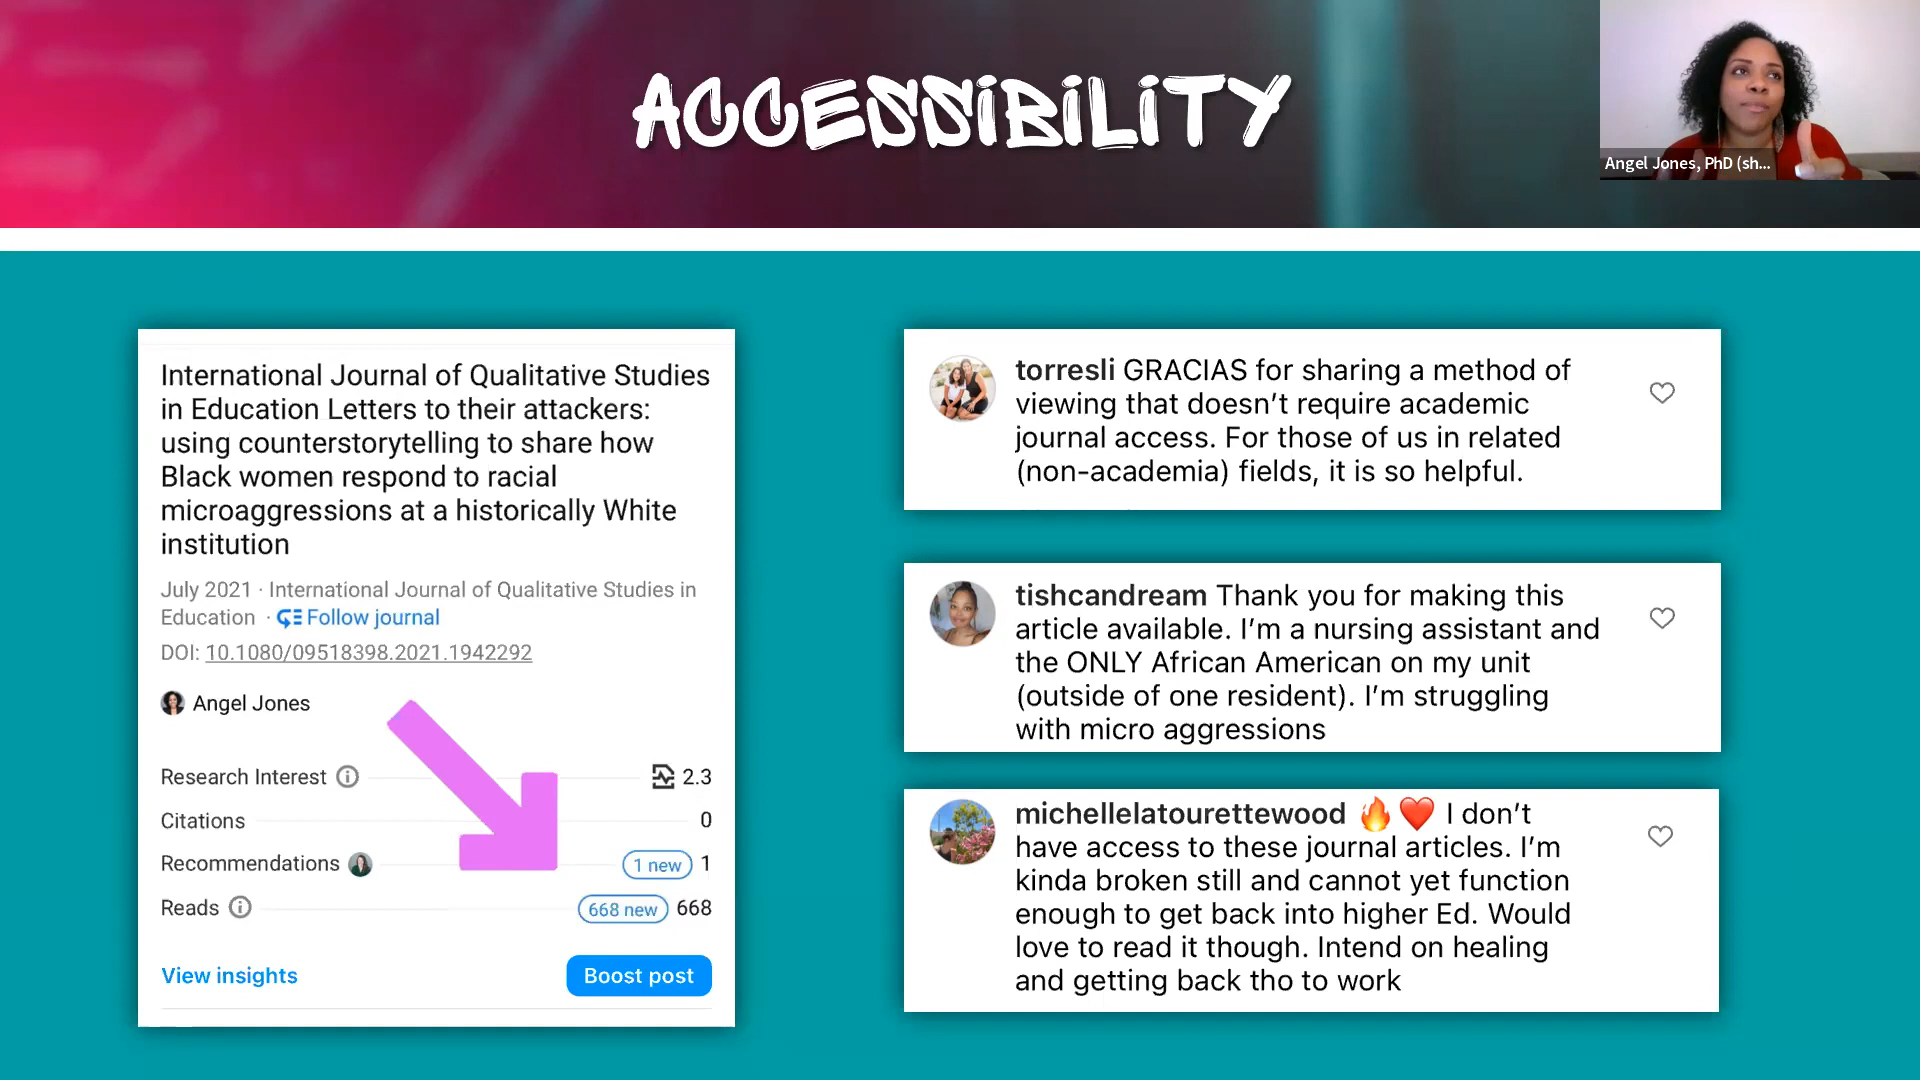 ACCESSIBILITY
Angel Jones, PhD (sh...
International Journal of Qualitative Studies
in Education Letters to their attackers:
using counterstorytelling to share how
Black women respond to racial
microaggressions at a historically White
institution
July 2021 · International Journal of Qualitative Studies in
Education · Follow journal
DOI: 10.1080/09518398.2021.1942292
Angel Jones
Research Interest 2.3
Citations 0
Recommendations 1 new 1
Reads 668 new 668
View insights Boost post
torresli GRACIAS for sharing a method of
viewing that doesn't require academic
journal access. For those of us in related
(non-academia) fields, it is so helpful.
tishcandream Thank you for making this
article available. I'm a nursing assistant and
the ONLY African American on my unit
(outside of one resident). I'm struggling
with micro aggressions
michellelatourettewood 🔥 ❤️ I don't
have access to these journal articles. I'm
kinda broken still and cannot yet function
enough to get back into higher Ed. Would
love to read it though. Intend on healing
and getting back tho to work